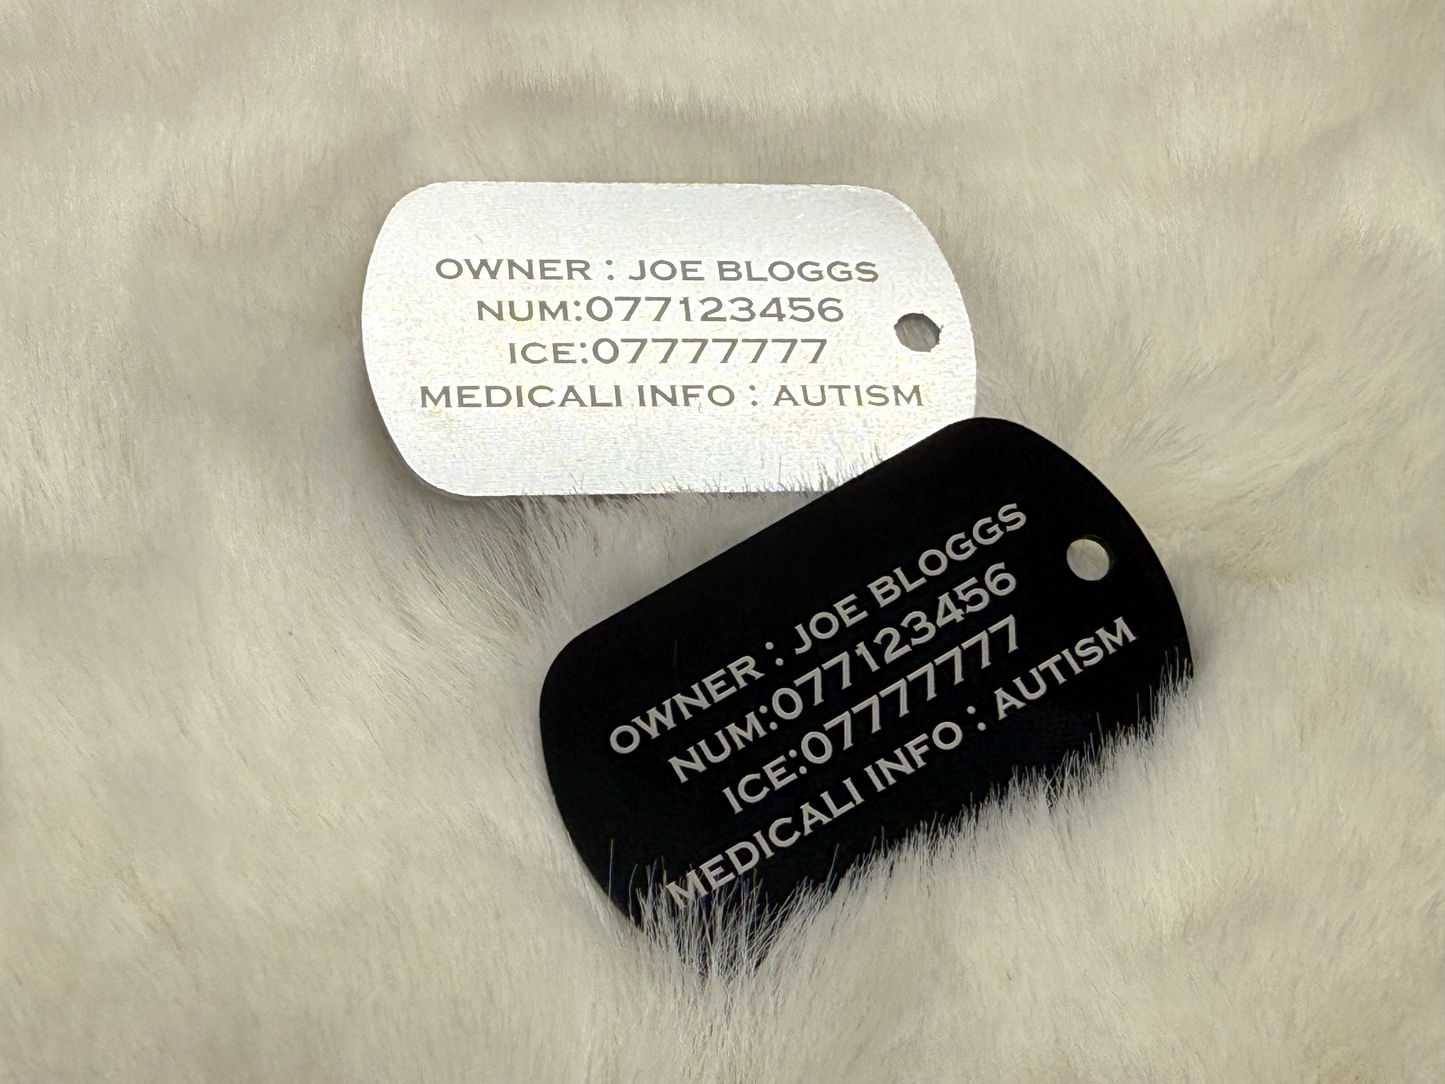 OWNER : JOE BLOGGS
NUM:077123456
ICE:07777777
MEDICALI INFO : AUTISM
OWNER : JOE BLOGGS
NUM:077123456
ICE:07777777
MEDICALI INFO : AUTISM